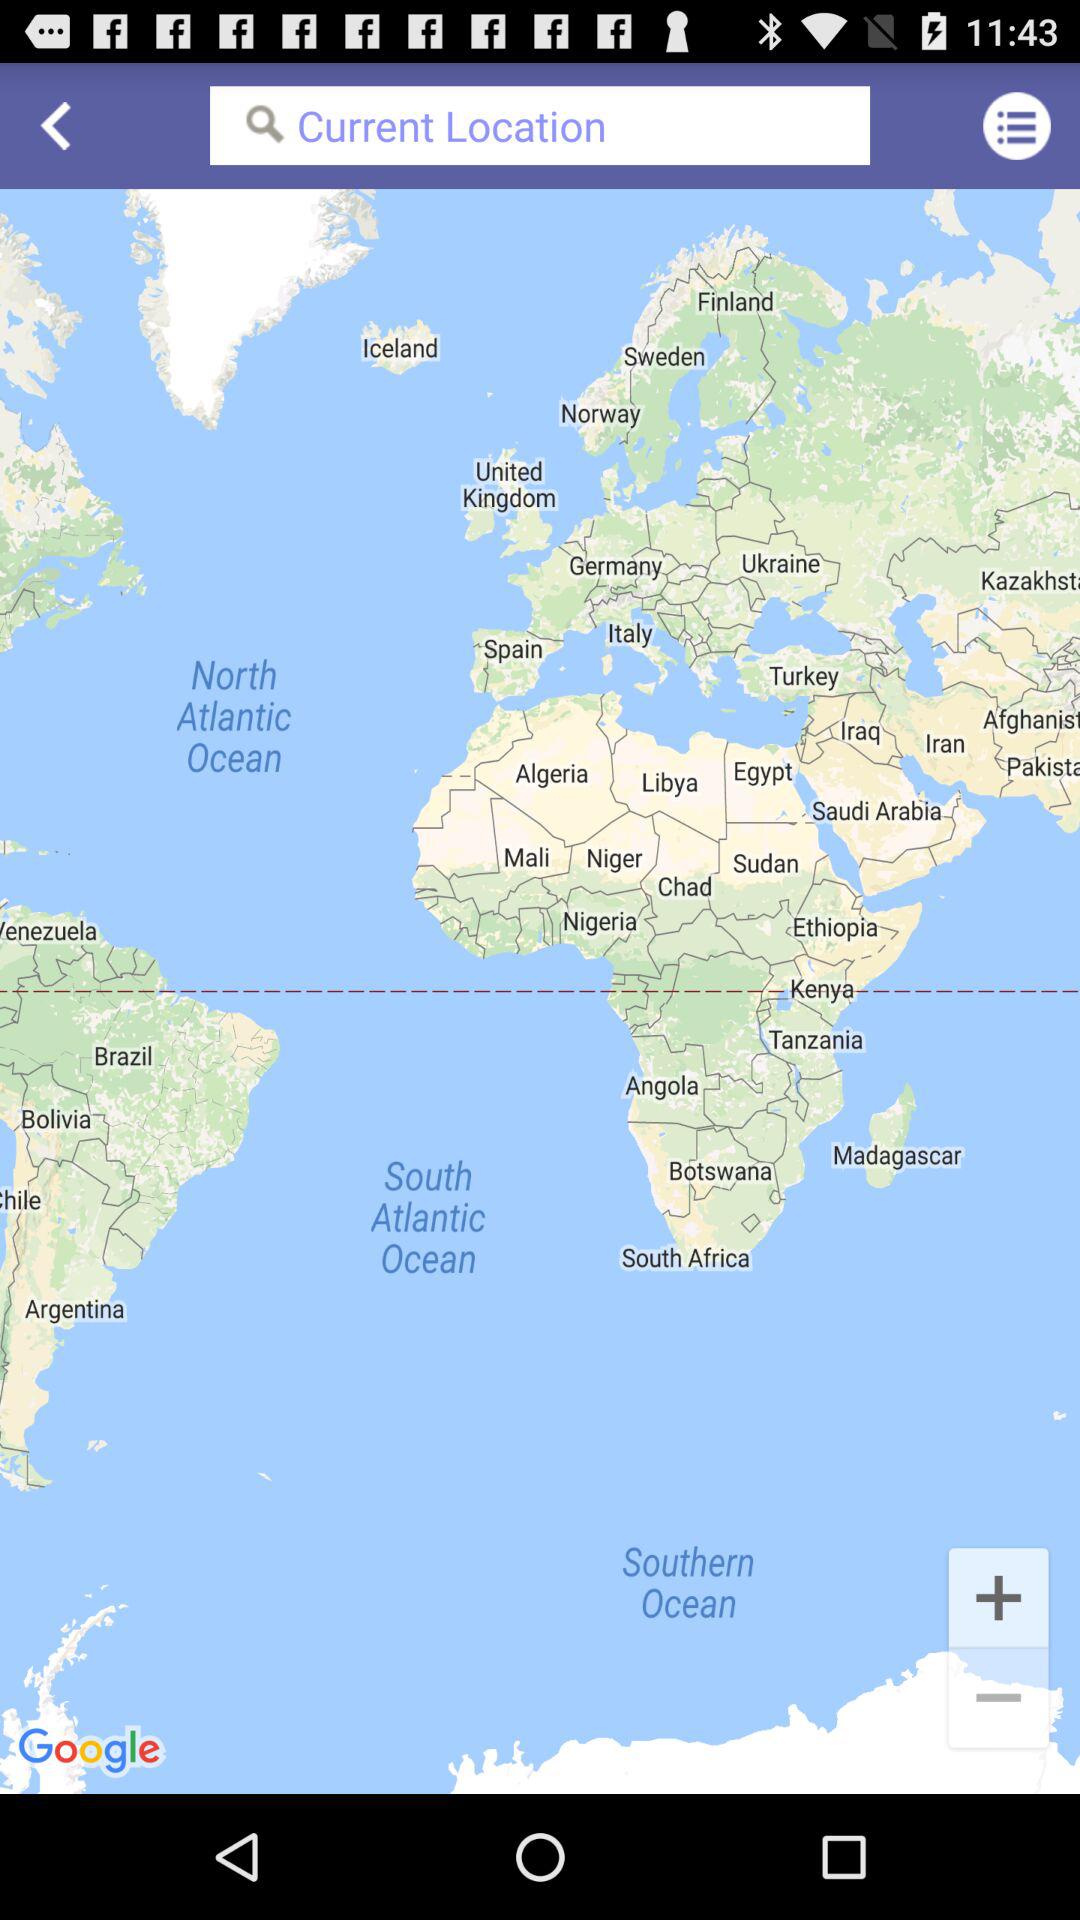 11:43
Current Location
Finland
Iceland
Sweden
Norway
United
Kingdom
Germany
Ukraine
Kazakhsta
Italy
Spain
Turkey
North
Atlantic
Ocean
Afghanist
Iraq
Iran
Pakista
Algeria
Libya
Egypt
Saudi Arabia
Mali
Niger
Sudan
Chad
Nigeria
Ethiopia
Venezuela
Kenya
Tanzania
Brazil
Angola
Bolivia
Madagascar
Botswana
South
Atlantic
Ocean
Chile
South Africa
Argentina
Southern
Ocean
Google